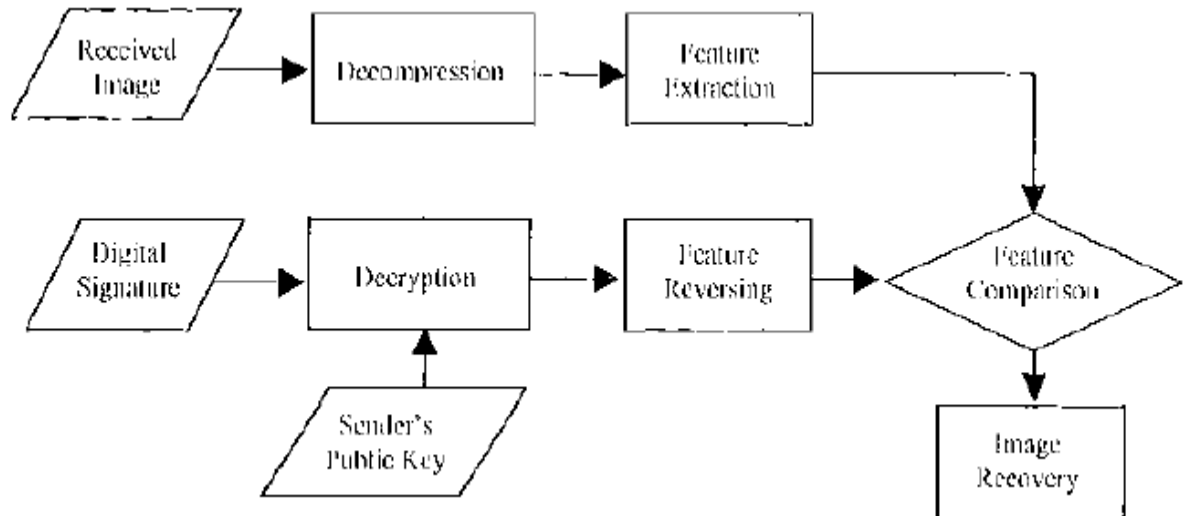 Received
Image
Decompression
Feature
Extraction
Digital
Signature
Decryption
Feature
Reversing
Feature
Comparison
Sender's
Public Key
Image
Recovery